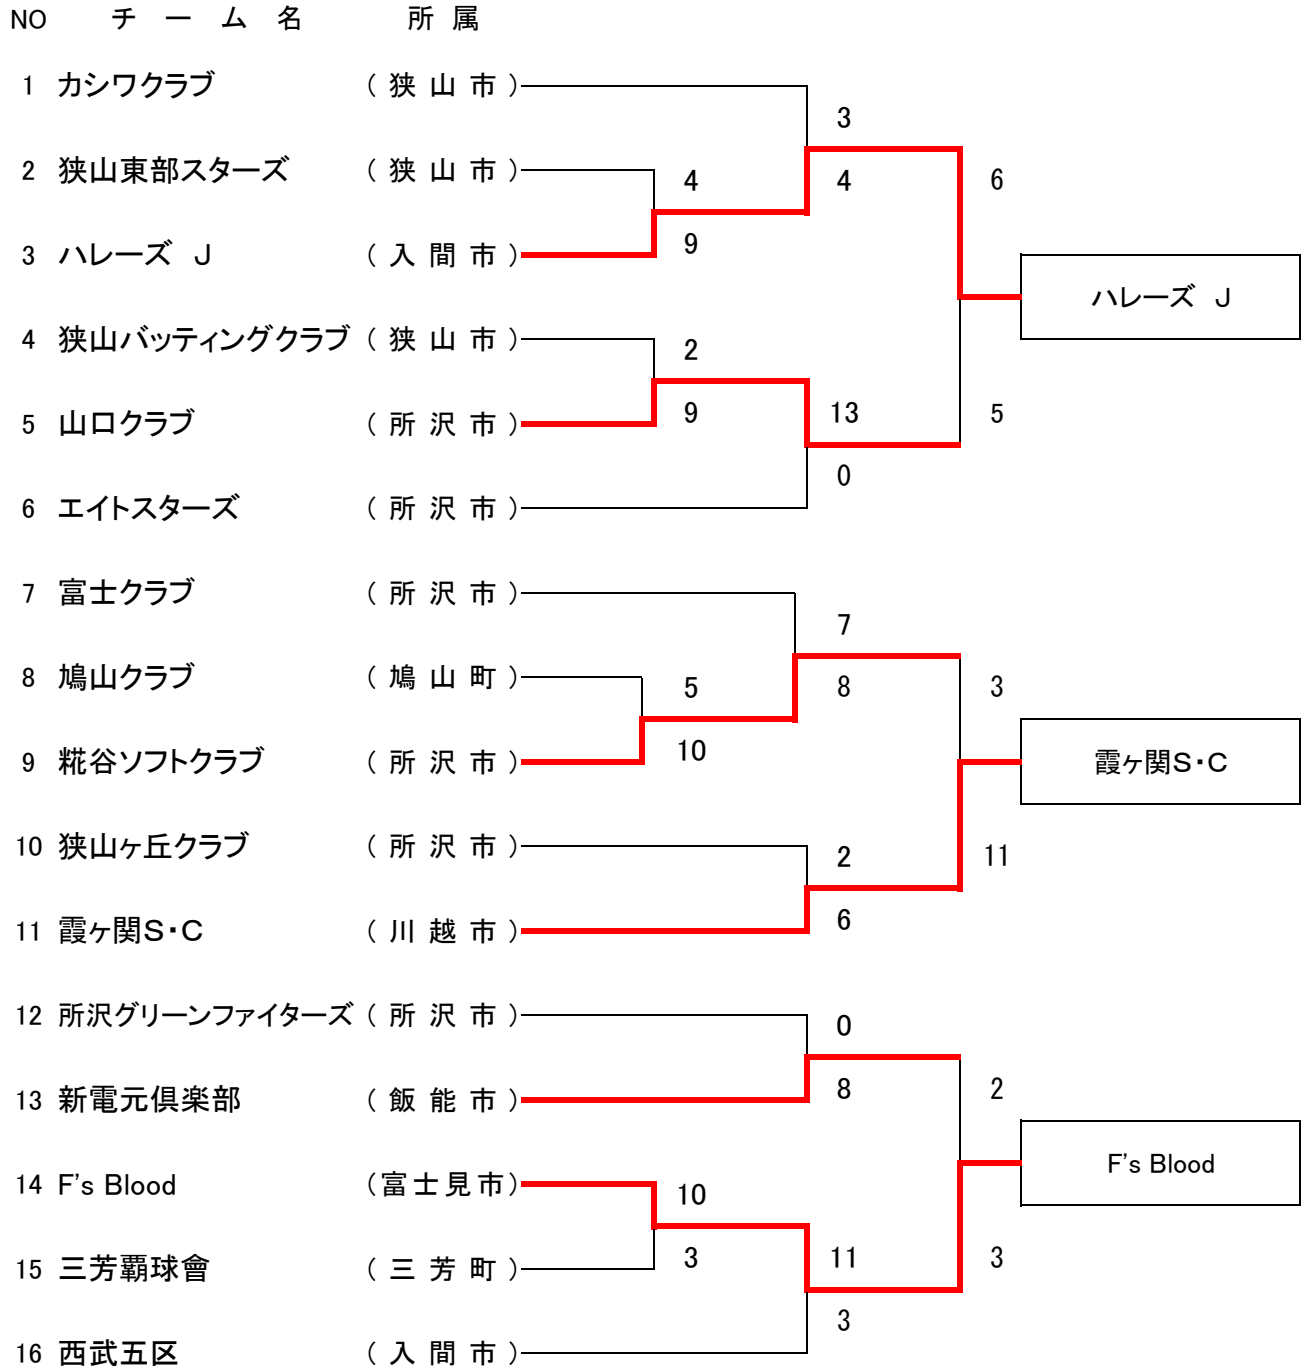 NO チ ー ム 名 所 属
1 カシワクラブ ( 狭 山 市 )
3
2 狭山東部スターズ ( 狭 山 市 )
4 4 6
3 ハレーズ J ( 入 間 市 )
9
ハレーズ J
4 狭山バッティングクラブ ( 狭 山 市 )
2
5 山口クラブ ( 所 沢 市 )
9 13 5
0
6 エイトスターズ ( 所 沢 市 )
7 富士クラブ ( 所 沢 市 )
7
8 鳩山クラブ ( 鳩 山 町 )
5 8 3
9 糀谷ソフトクラブ ( 所 沢 市 )
10
霞ヶ関S・C
10 狭山ヶ丘クラブ ( 所 沢 市 )
2 11
11 霞ヶ関S・C ( 川 越 市 )
6
12 所沢グリーンファイターズ ( 所 沢 市 )
0
13 新電元倶楽部 ( 飯 能 市 )
8 2
F's Blood
14 F's Blood (富士見市)
10
15 三芳覇球會 ( 三 芳 町 )
3 11 3
3
16 西武五区 ( 入 間 市 )